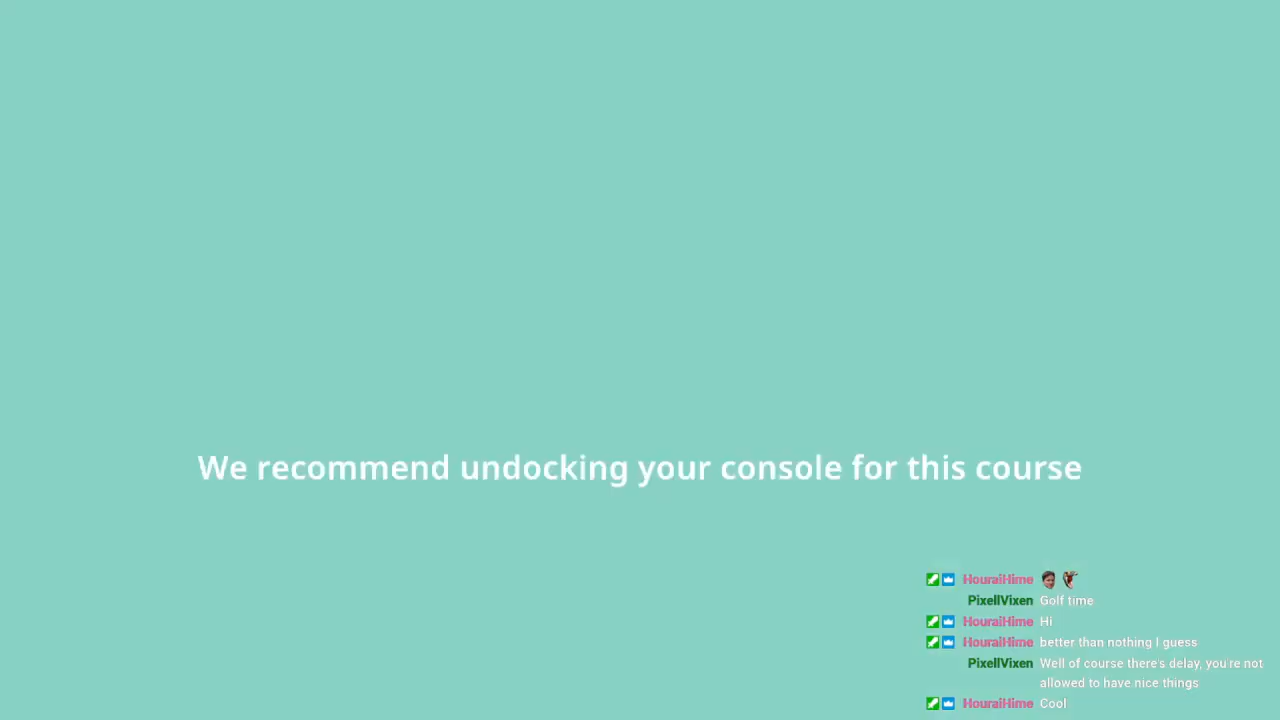 We recommend undocking your console for this course
HouraiHime
PixellVixen Golf time
HouraiHime Hi
HouraiHime better than nothing I guess
PixellVixen Well of course there's delay, you're not
allowed to have nice things
HouraiHime Cool